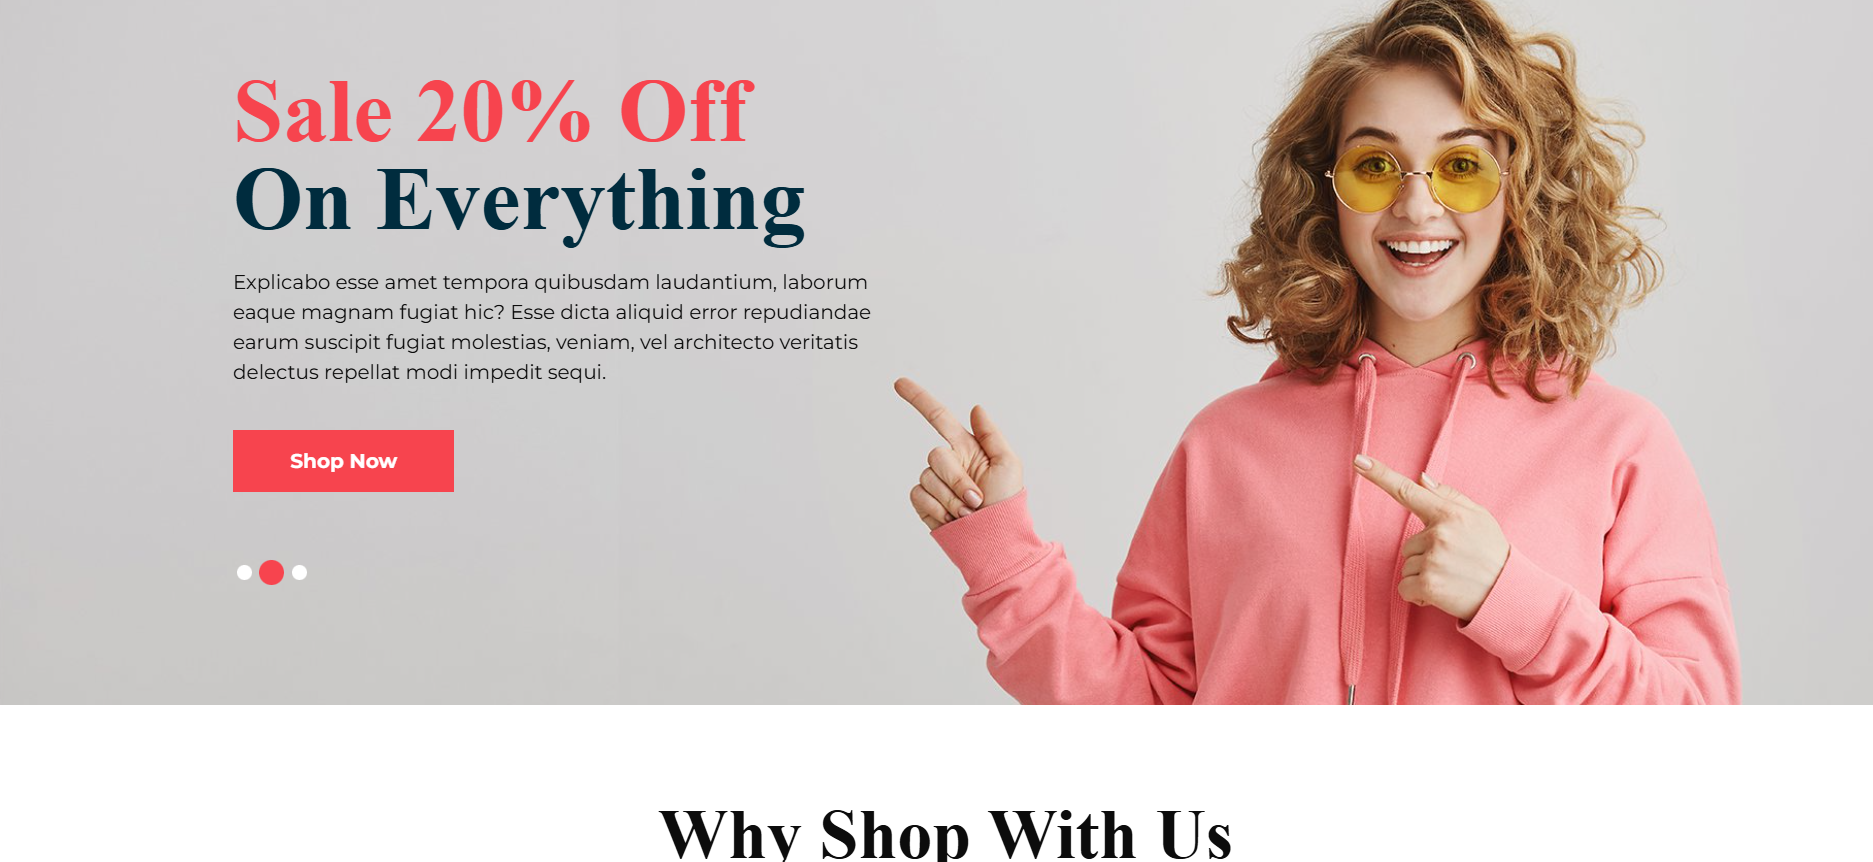 Sale 20% Off
On Everything
Explicabo esse amet tempora quibusdam laudantium, laborum
eaque magnam fugiat hic? Esse dicta aliquid error repudiandae
earum suscipit fugiat molestias, veniam, vel architecto veritatis
delectus repellat modi impedit sequi.
Shop Now
Why Shop With Us